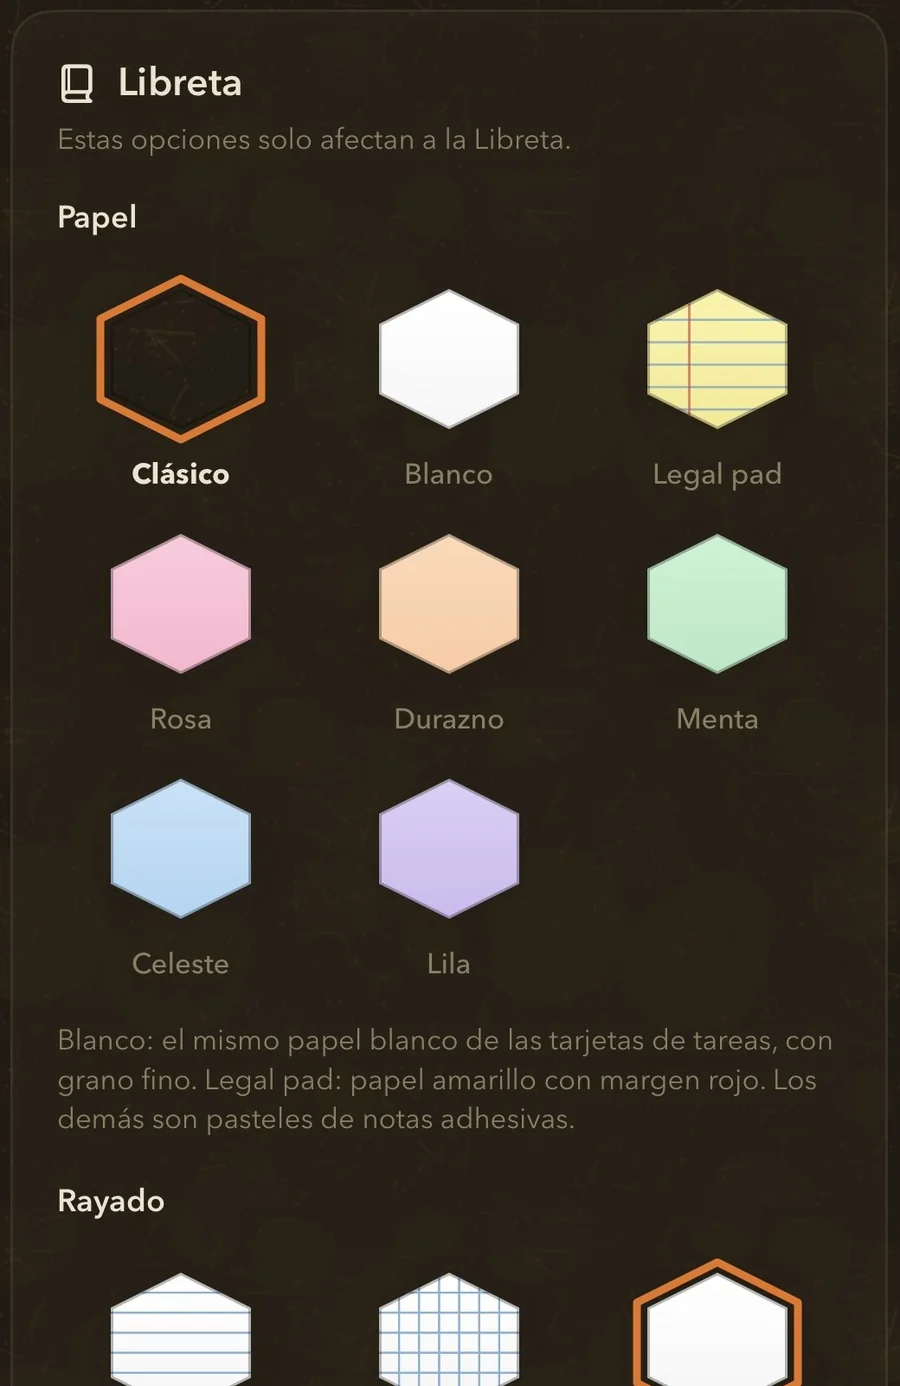 Libreta
Estas opciones solo afectan a la Libreta.
Papel
Clásico
Blanco
Legal pad
Rosa
Durazno
Menta
Celeste
Lila
Blanco: el mismo papel blanco de las tarjetas de tareas, con
grano fino. Legal pad: papel amarillo con margen rojo. Los
demás son pasteles de notas adhesivas.
Rayado